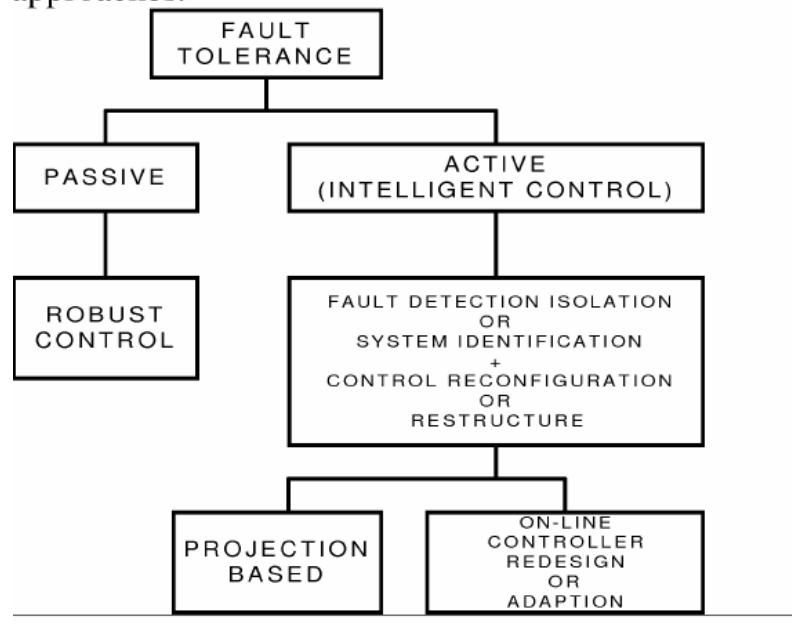 FAULT
TOLERANCE
PASSIVE
ACTIVE
(INTELLIGENT CONTROL)
ROBUST
CONTROL
FAULT DETECTION ISOLATION
OR
SYSTEM IDENTIFICATION
+
CONTROL RECONFIGURATION
OR
RESTRUCTURE
PROJECTION
BASED
ON-LINE
CONTROLLER
REDESIGN
OR
ADAPTION